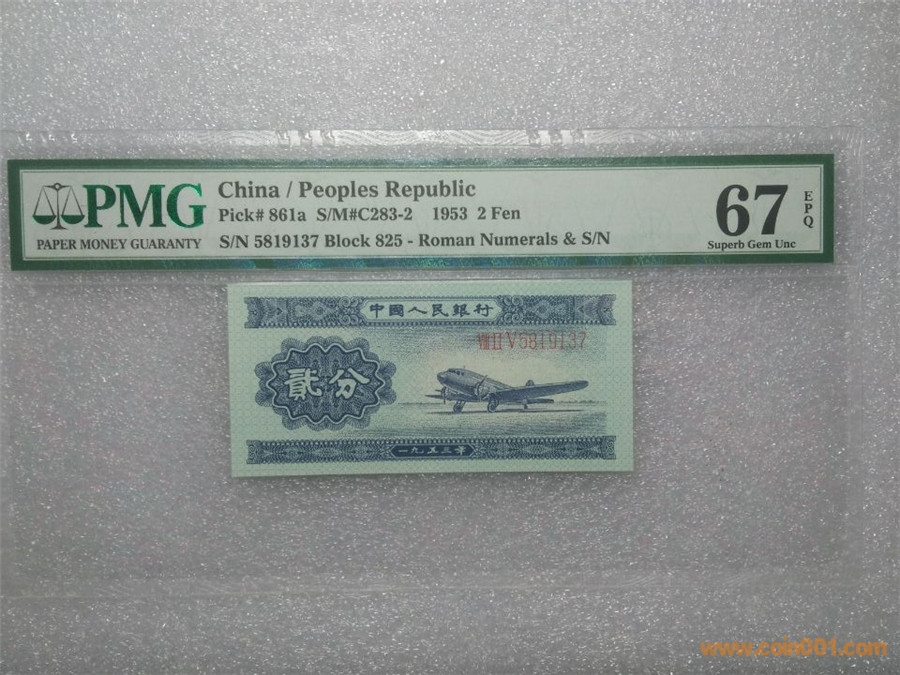 PMG
PAPER MONEY GUARANTY
China / Peoples Republic
Pick# 861a S/M#C283-2 1953 2 Fen
S/N 5819137 Block 825 - Roman Numerals & S/N
67
EPQ
Superb Gem Unc
中國人民銀行
VIII II V 5819137
貳分
一九五三年
www.coin001.com